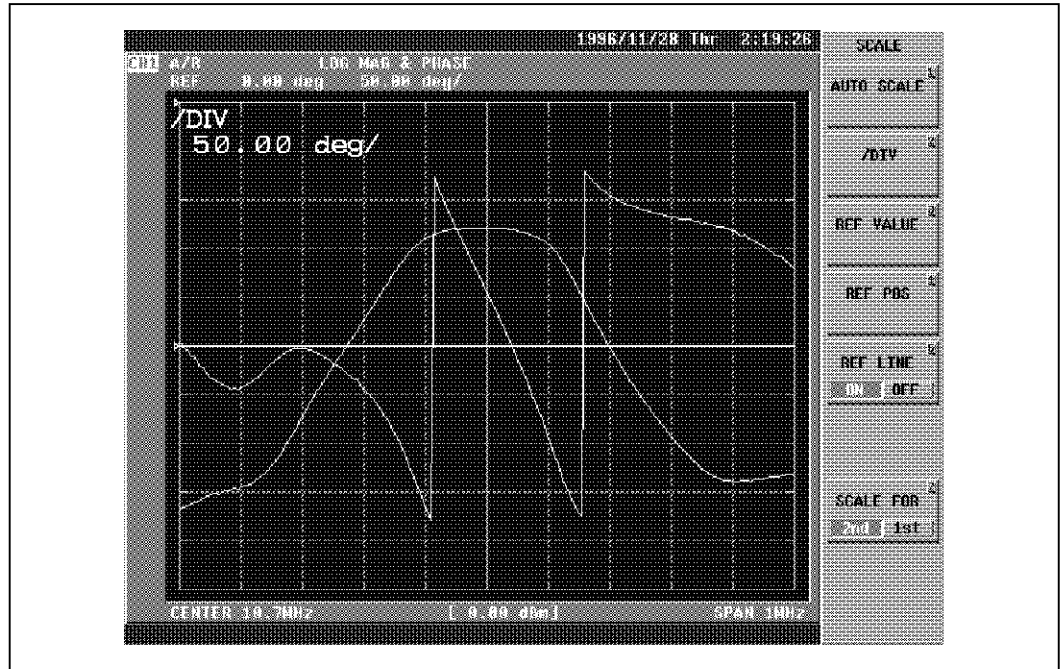 1996/11/28 Thr 2:19:26
CH1 A/R LOG MAG & PHASE
REF 0.00 deg 50.00 deg/
/DIV
50.00 deg/
CENTER 10.7MHz [ 0.00 dBm] SPAN 1MHz
SCALE
AUTO SCALE
/DIV
REF VALUE
REF POS
REF LINE
ON OFF
SCALE FOR
2nd 1st